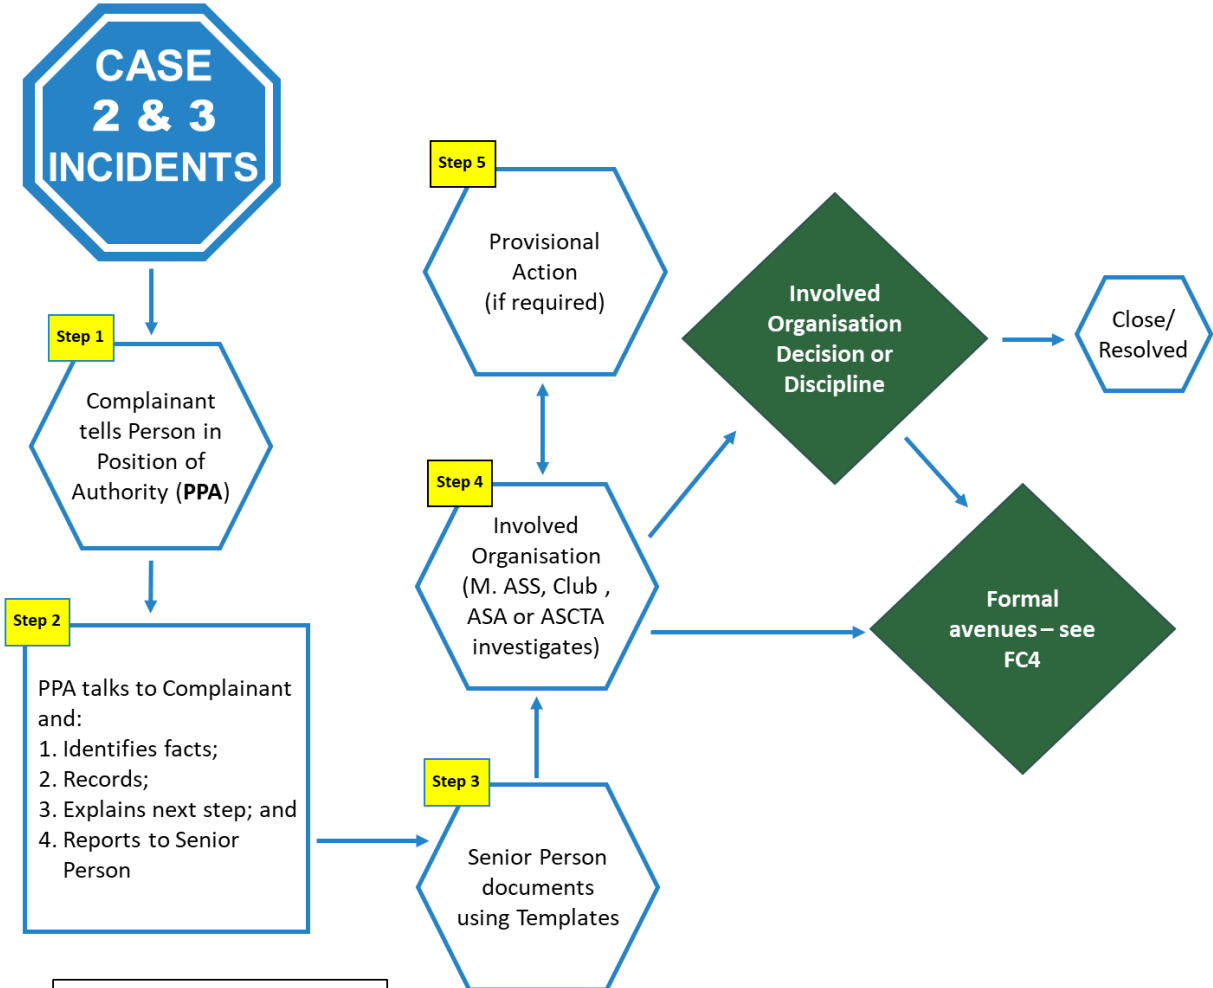 CASE
2 & 3
INCIDENTS
Step 1
Complainant
tells Person in
Position of
Authority (PPA)
Step 2
PPA talks to Complainant
and:
1. Identifies facts;
2. Records;
3. Explains next step; and
4. Reports to Senior
Person
Step 3
Senior Person
documents
using Templates
Step 4
Involved
Organisation
(M. ASS, Club ,
ASA or ASCTA
investigates)
Step 5
Provisional
Action
(if required)
Involved
Organisation
Decision or
Discipline
Close/
Resolved
Formal
avenues – see
FC4